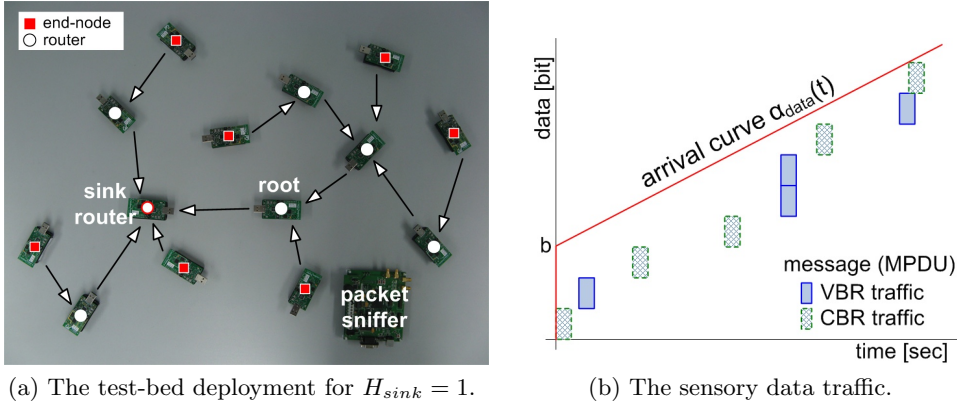 end-node
router
sink
router
root
packet
sniffer
(a) The test-bed deployment for H_sink = 1.
data [bit]
arrival curve α_data(t)
b
message (MPDU)
VBR traffic
CBR traffic
time [sec]
(b) The sensory data traffic.